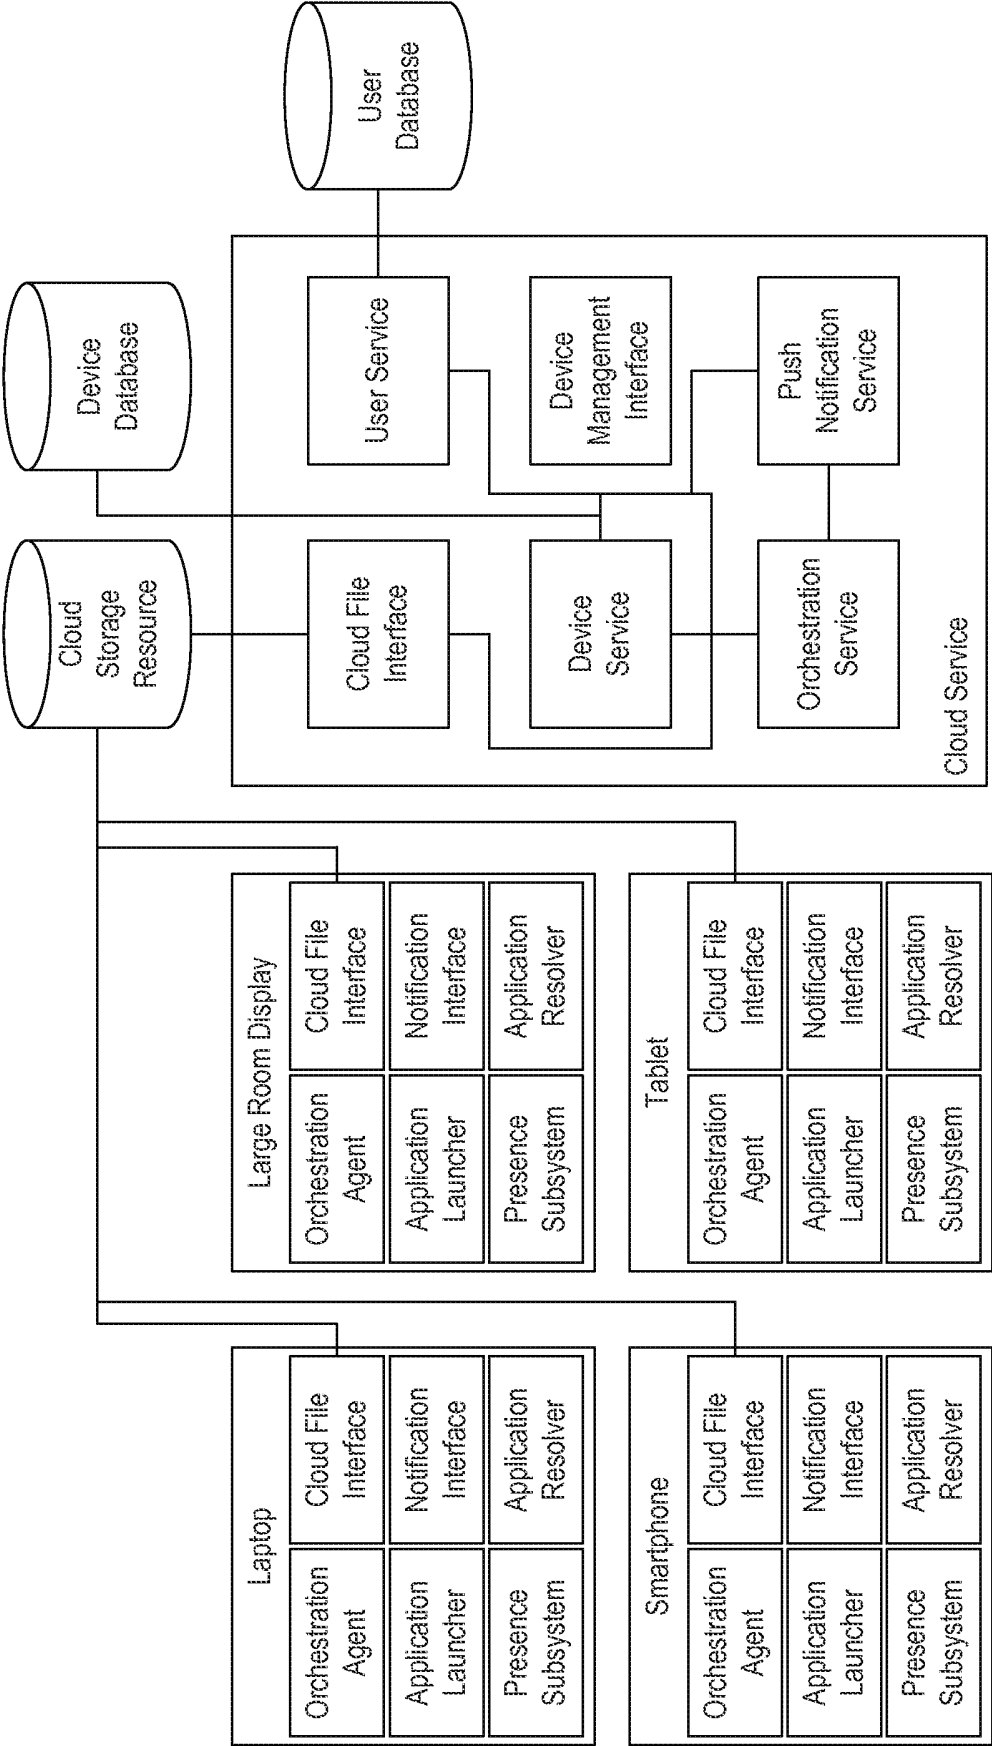 Cloud
Storage
Resource
Device
Database
Laptop
Orchestration
Agent
Cloud File
Interface
Application
Launcher
Notification
Interface
Presence
Subsystem
Application
Resolver
Large Room Display
Orchestration
Agent
Cloud File
Interface
Application
Launcher
Notification
Interface
Presence
Subsystem
Application
Resolver
Smartphone
Orchestration
Agent
Cloud File
Interface
Application
Launcher
Notification
Interface
Presence
Subsystem
Application
Resolver
Tablet
Orchestration
Agent
Cloud File
Interface
Application
Launcher
Notification
Interface
Presence
Subsystem
Application
Resolver
Cloud File
Interface
User Service
Device
Service
Device
Management
Interface
Orchestration
Service
Push
Notification
Service
Cloud Service
User
Database